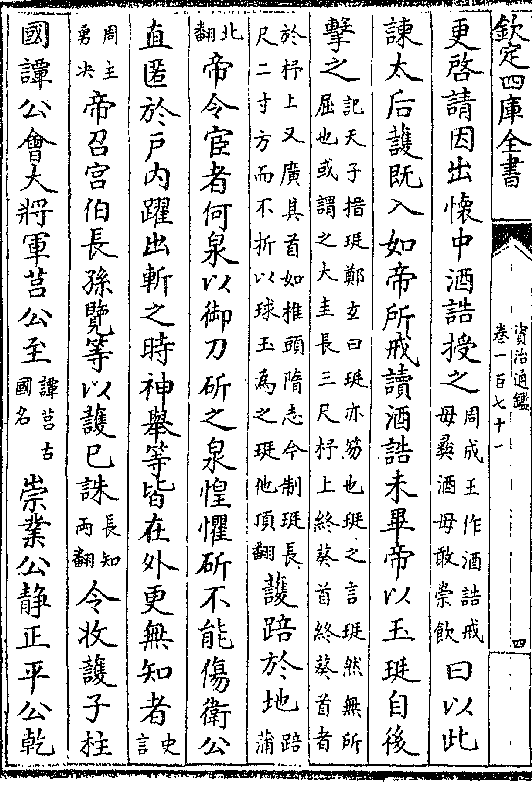 欽定四庫全書
資治通鑑
卷一百七十一
四
更啓請因出懷中酒誥授之周成王作酒誥戒毋彞酒毋敢崇飲曰以此
諫太后護既入如帝所戒讀酒誥未畢帝以玉珽自後
擊之記天子搢珽鄭玄曰珽亦笏也珽之言珽然無所屈也或謂之大圭長三尺杼上終葵首終葵首者
於杼上又廣其首如椎頭隋志今制珽長尺二寸方而不折以球玉為之珽他頂翻護踣於地踣蒲
北翻帝令宦者何泉以御刀斫之泉惶懼斫不能傷衛公
直匿於戶内躍出斬之時神舉等皆在外更無知者史言
周主勇决帝召宮伯長孫覽等以護已誅長知兩翻令收護子柱
國譚公會大將軍莒公至譚莒古國名崇業公靜正平公乾